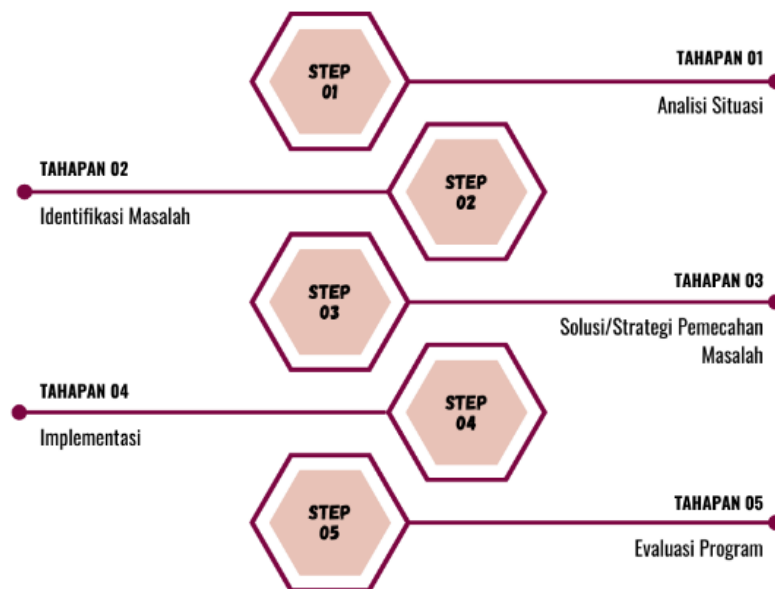 STEP
01
TAHAPAN 01
Analisi Situasi
TAHAPAN 02
Identifikasi Masalah
STEP
02
STEP
03
TAHAPAN 03
Solusi/Strategi Pemecahan
Masalah
TAHAPAN 04
Implementasi
STEP
04
STEP
05
TAHAPAN 05
Evaluasi Program